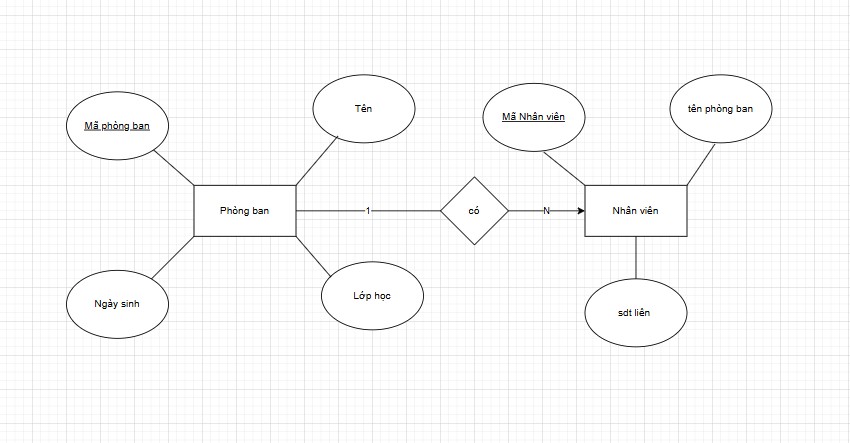 Mã phòng ban
Tên
Mã Nhân viên
tên phòng ban
Phòng ban
1
có
N
Nhân viên
Ngày sinh
Lớp học
sdt liên